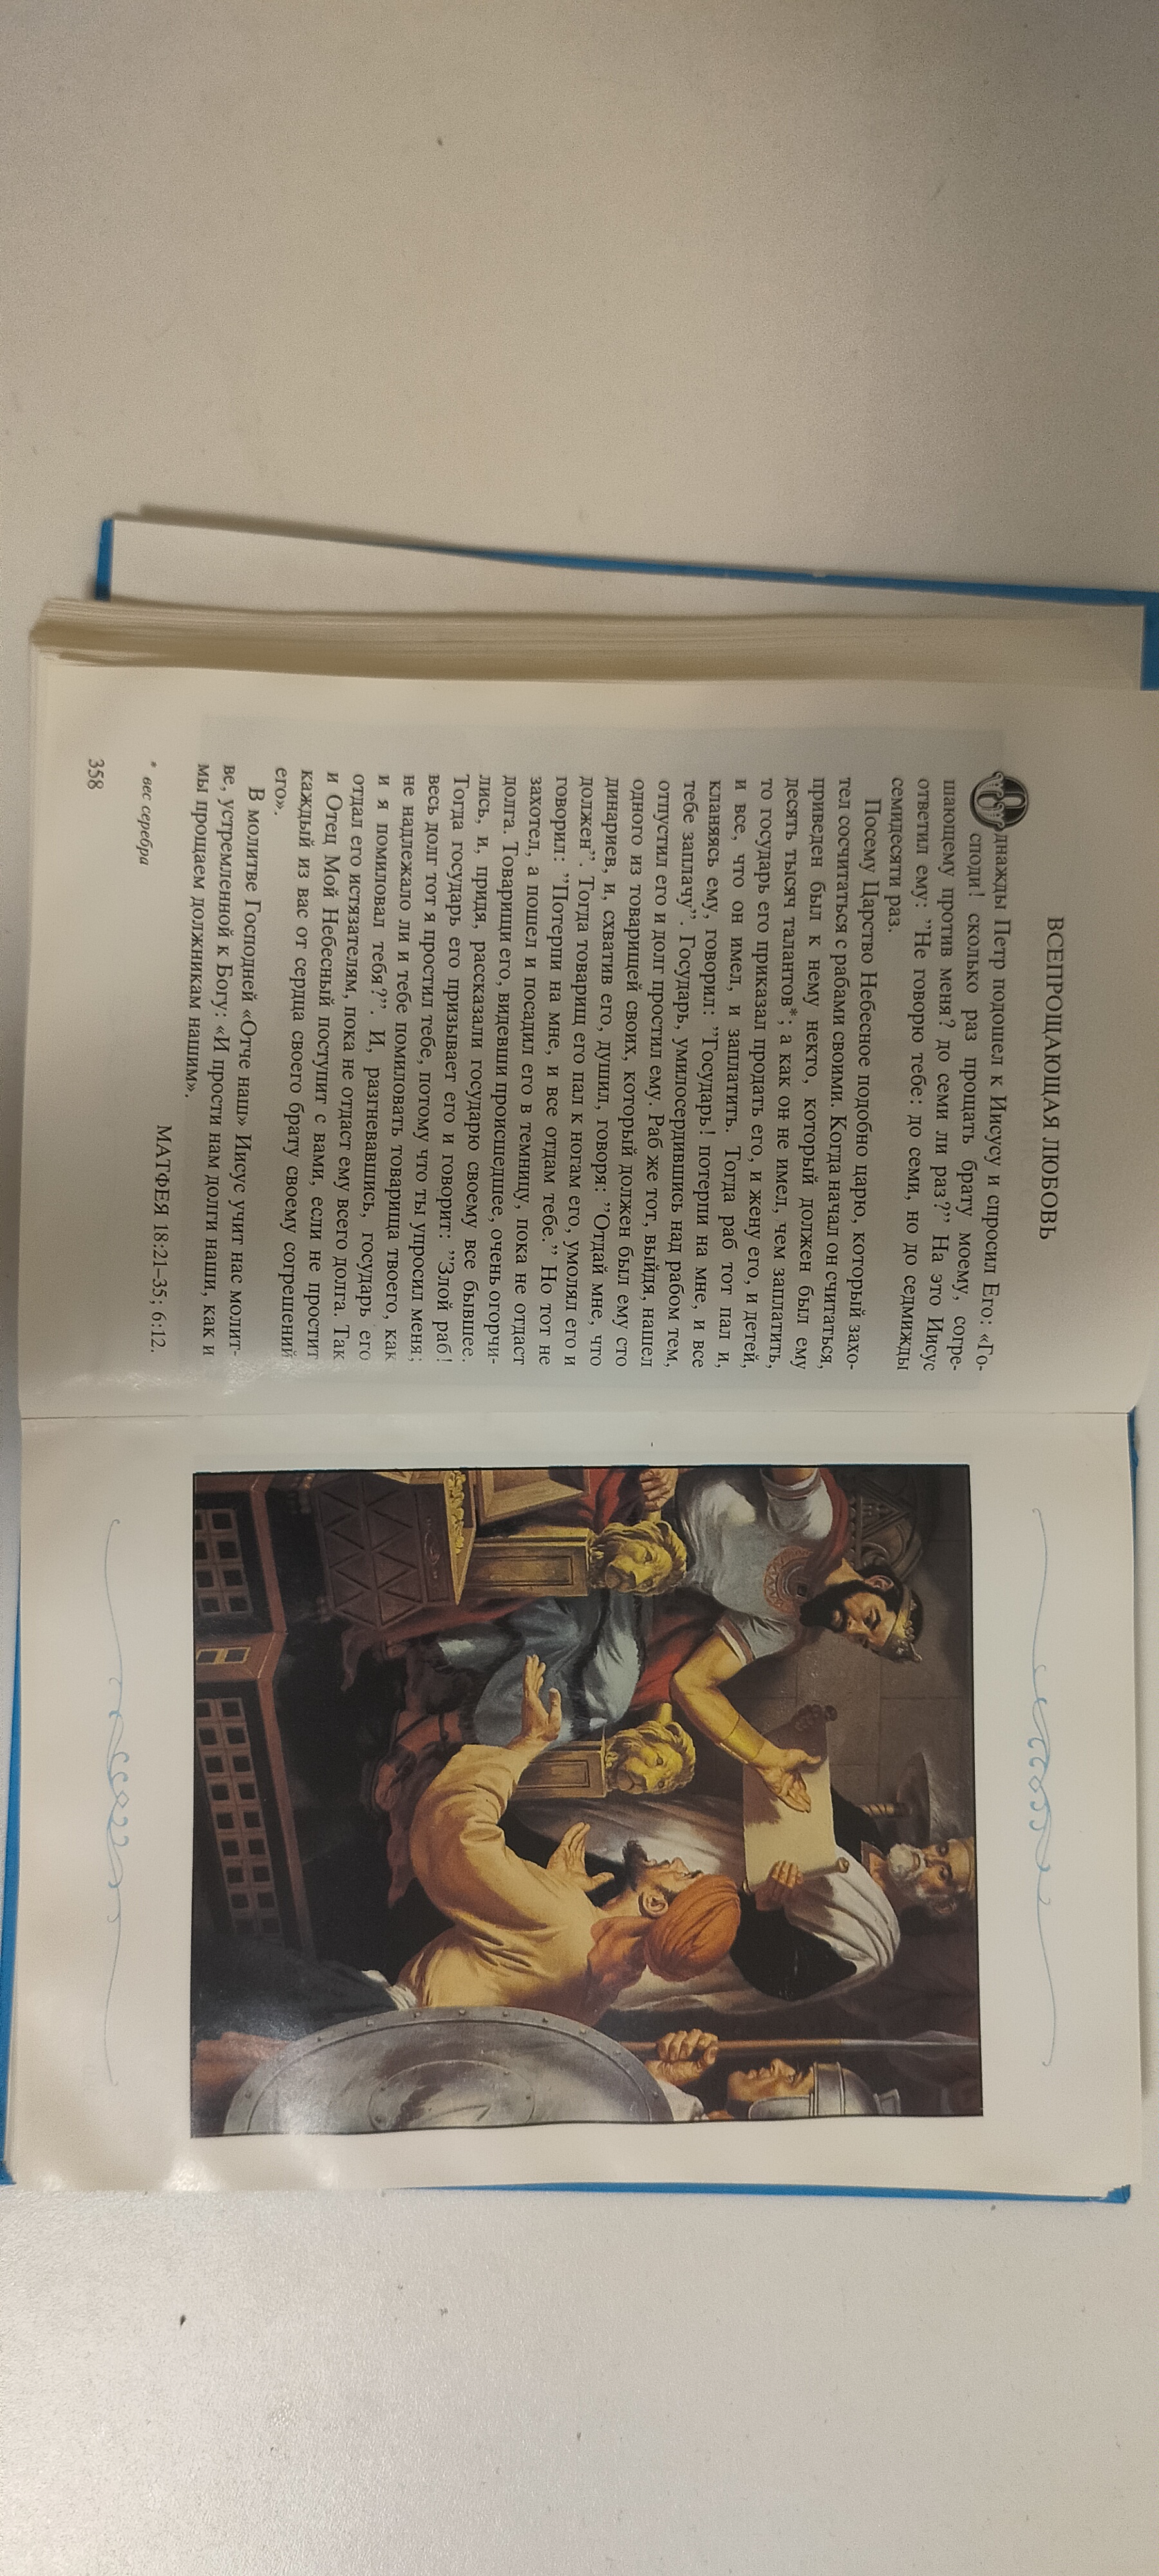 ВСЕПРОЩАЮЩАЯ ЛЮБОВЬ
Однажды Петр подошел к Иисусу и спросил Его: «Го-
споди! сколько раз прощать брату моему, согре-
шающему против меня? до семи ли раз?” На это Иисус
ответил ему: ”Не говорю тебе: до семи, но до седмижды
семидесяти раз.
Посему Царство Небесное подобно царю, который захо-
тел сосчитаться с рабами своими. Когда начал он считаться,
приведен был к нему некто, который должен был ему
десять тысяч талантов*; а как он не имел, чем заплатить,
то государь его приказал продать его, и жену его, и детей,
и все, что он имел, и заплатить. Тогда раб тот пал и,
кланяясь ему, говорил: ”Государь! потерпи на мне, и все
тебе заплачу”. Государь, умилосердившись над рабом тем,
отпустил его и долг простил ему. Раб же тот, выйдя, нашел
одного из товарищей своих, который должен был ему сто
динариев, и, схватив его, душил, говоря: ”Отдай мне, что
должен”. Тогда товарищ его пал к ногам его, умолял его и
говорил: ”Потерпи на мне, и все отдам тебе.” Но тот не
захотел, а пошел и посадил его в темницу, пока не отдаст
долга. Товарищи его, видевши происшедшее, очень огорчи-
лись, и, придя, рассказали государю своему все бывшее.
Тогда государь его призывает его и говорит: ”Злой раб!
весь долг тот я простил тебе, потому что ты упросил меня;
не надлежало ли и тебе помиловать товарища твоего, как
и я помиловал тебя?”. И, разгневавшись, государь его
отдал его истязателям, пока не отдаст ему всего долга. Так
и Отец Мой Небесный поступит с вами, если не простит
каждый из вас от сердца своего брату своему согрешений
его».
В молитве Господней «Отче наш» Иисус учит нас молит-
ве, устремленной к Богу: «И прости нам долги наши, как и
мы прощаем должникам нашим».
МАТФЕЯ 18:21–35; 6:12.
* вес серебра
358